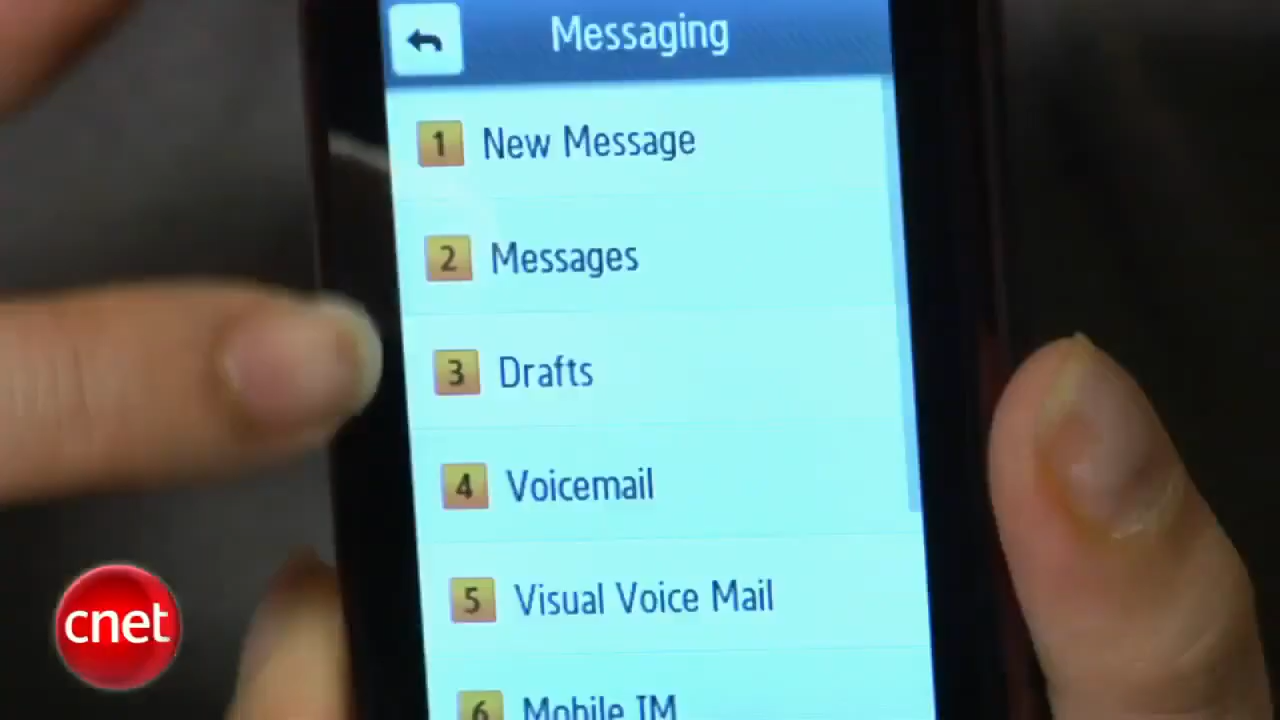 Messaging
1 New Message
2 Messages
3 Drafts
4 Voicemail
5 Visual Voice Mail
6 Mobile IM
cnet